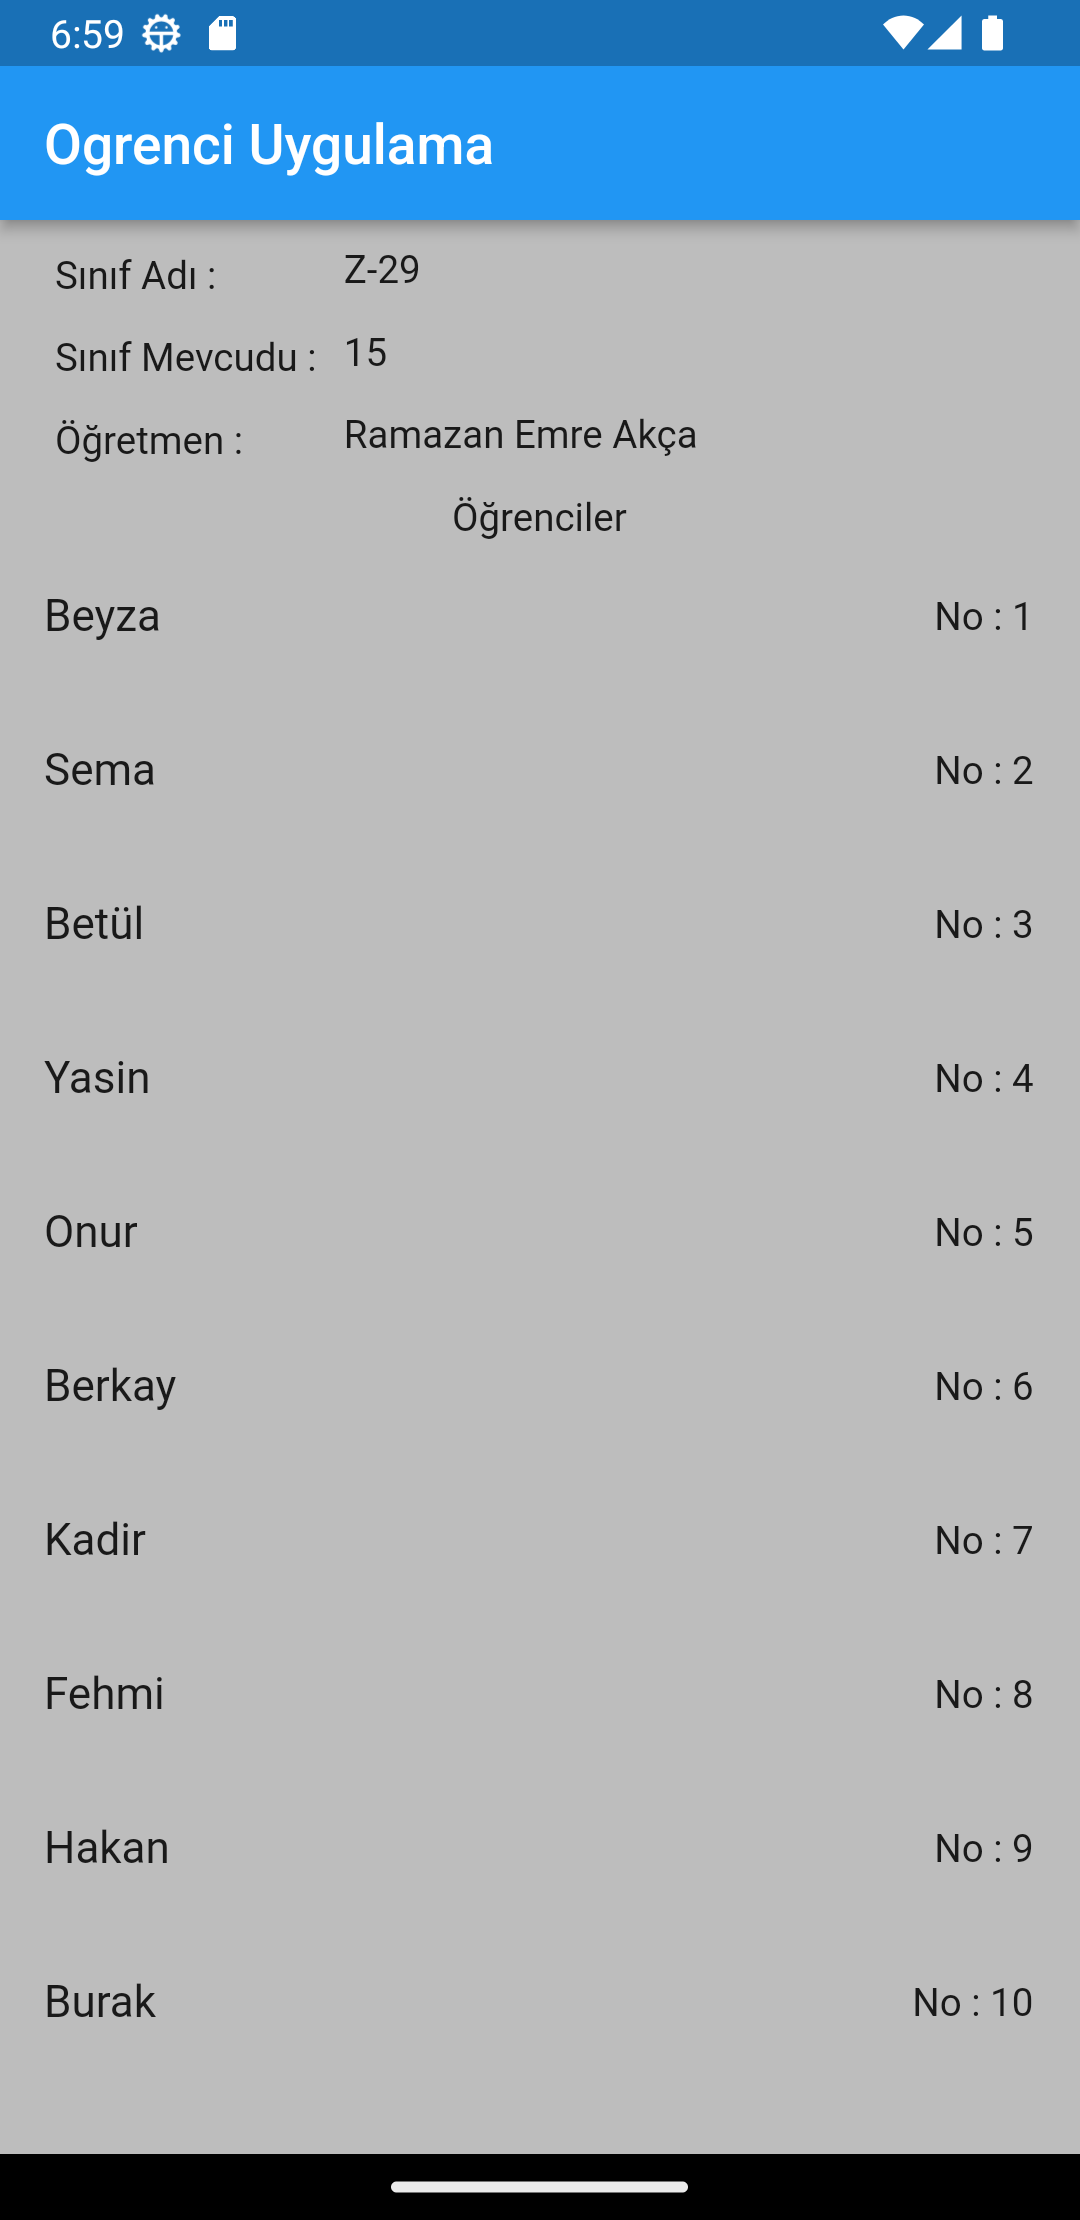 6:59
Ogrenci Uygulama
Sınıf Adı : Z-29
Sınıf Mevcudu : 15
Öğretmen : Ramazan Emre Akça
Öğrenciler
Beyza No : 1
Sema No : 2
Betül No : 3
Yasin No : 4
Onur No : 5
Berkay No : 6
Kadir No : 7
Fehmi No : 8
Hakan No : 9
Burak No : 10